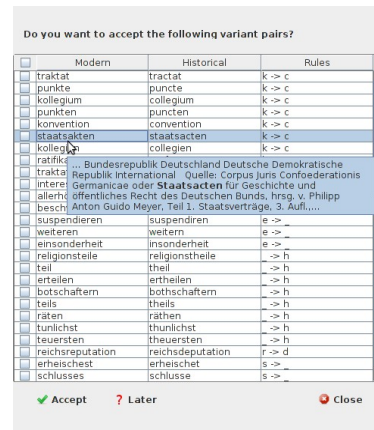 Do you want to accept the following variant pairs?
Modern Historical Rules
traktat tractat k -> c
punkte puncte k -> c
kollegium collegium k -> c
punkten puncten k -> c
konvention convention k -> c
staatsakten staatsacten k -> c
collegien k -> c
... Bundesrepublik Deutschland Deutsche Demokratische
Republik International Quelle: Corpus Juris Confoederationis
Germanicae oder Staatsakten für Geschichte und
öffentliches Recht des Deutschen Bunds, hrsg. v. Philipp
Anton Guido Meyer, Teil 1. Staatsverträge, 3. Aufl.,...
suspendieren suspendiren e -> _
weiteren weitern e -> _
einsonderheit insonderheit e -> _
religionsteile religionstheile _ -> h
teil theil _ -> h
erteilen ertheilen _ -> h
botschaftern bothschaftern _ -> h
teils theils _ -> h
räten räthen _ -> h
tunlichst thunlichst _ -> h
teuersten theuersten _ -> h
reichsreputation reichsdeputation r -> d
erheischest erheischet s -> _
schlusses schlusse s -> _
Accept ? Later Close